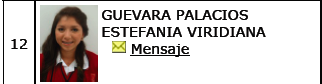 12
GUEVARA PALACIOS
ESTEFANIA VIRIDIANA
Mensaje